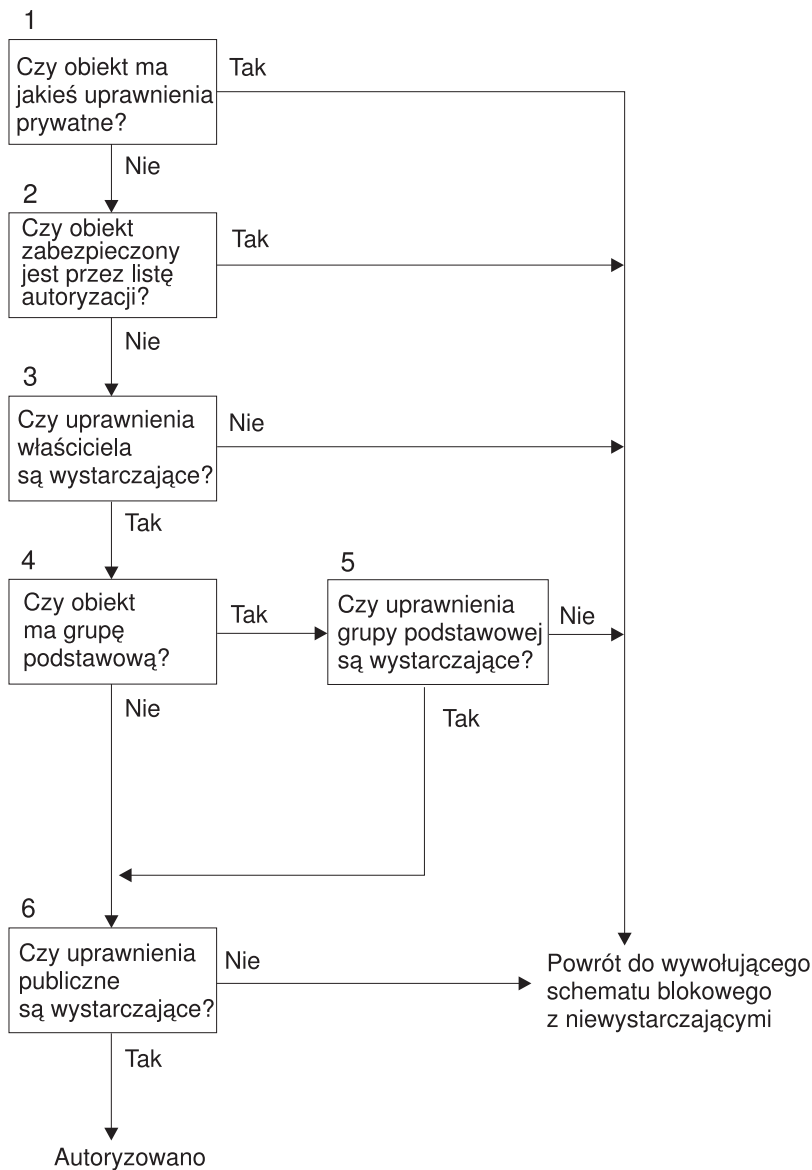 1
Czy obiekt ma
jakieś uprawnienia
prywatne?
Tak
Nie
2
Czy obiekt
zabezpieczony
jest przez listę
autoryzacji?
Tak
Nie
3
Czy uprawnienia
właściciela
są wystarczające?
Nie
Tak
4
Czy obiekt
ma grupę
podstawową?
Tak
5
Czy uprawnienia
grupy podstawowej
są wystarczające?
Nie
Nie
Tak
6
Czy uprawnienia
publiczne
są wystarczające?
Nie
Powrót do wywołującego
schematu blokowego
z niewystarczającymi
Tak
Autoryzowano